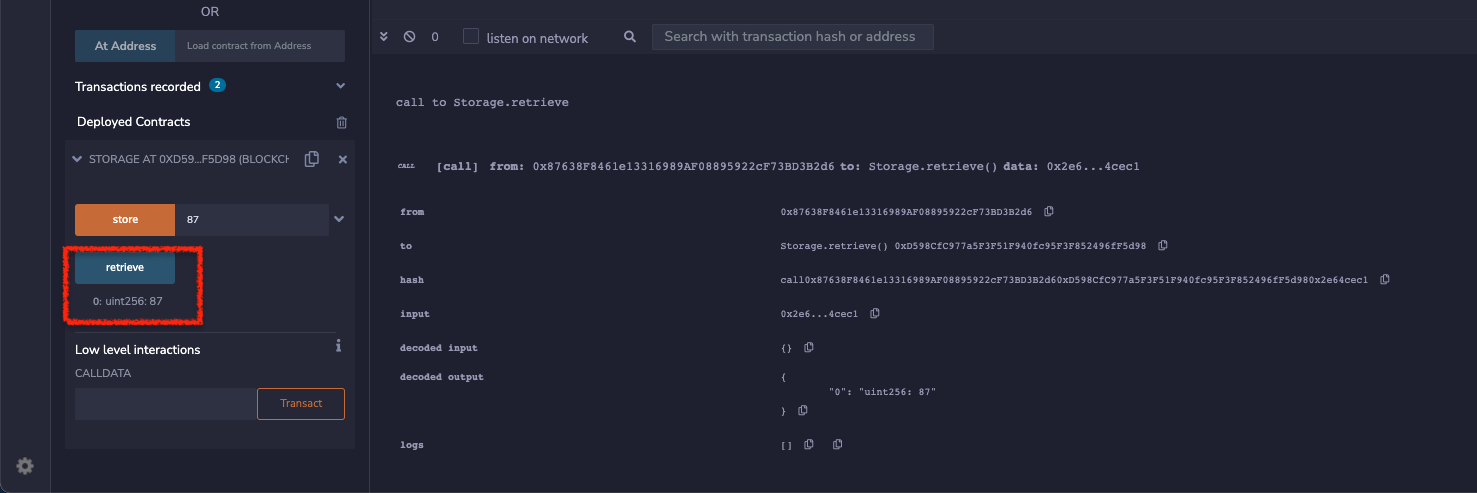 OR
At Address Load contract from Address
Transactions recorded 2
Deployed Contracts
STORAGE AT 0XD59...F5D98 (BLOCKCH
store 87
retrieve
0: uint256: 87
Low level interactions
i
CALLDATA
Transact
0 listen on network Search with transaction hash or address
call to Storage.retrieve
CALL [call] from: 0x87638F8461e13316989AF08895922cF73BD3B2d6 to: Storage.retrieve() data: 0x2e6...4cec1
from 0x87638F8461e13316989AF08895922cF73BD3B2d6
to Storage.retrieve() 0xD598CfC977a5F3F51F940fc95F3F852496fF5d98
hash call0x87638F8461e13316989AF08895922cF73BD3B2d60xD598CfC977a5F3F51F940fc95F3F852496fF5d980x2e64cec1
input 0x2e6...4cec1
decoded input {}
decoded output {
"0": "uint256: 87"
}
logs []